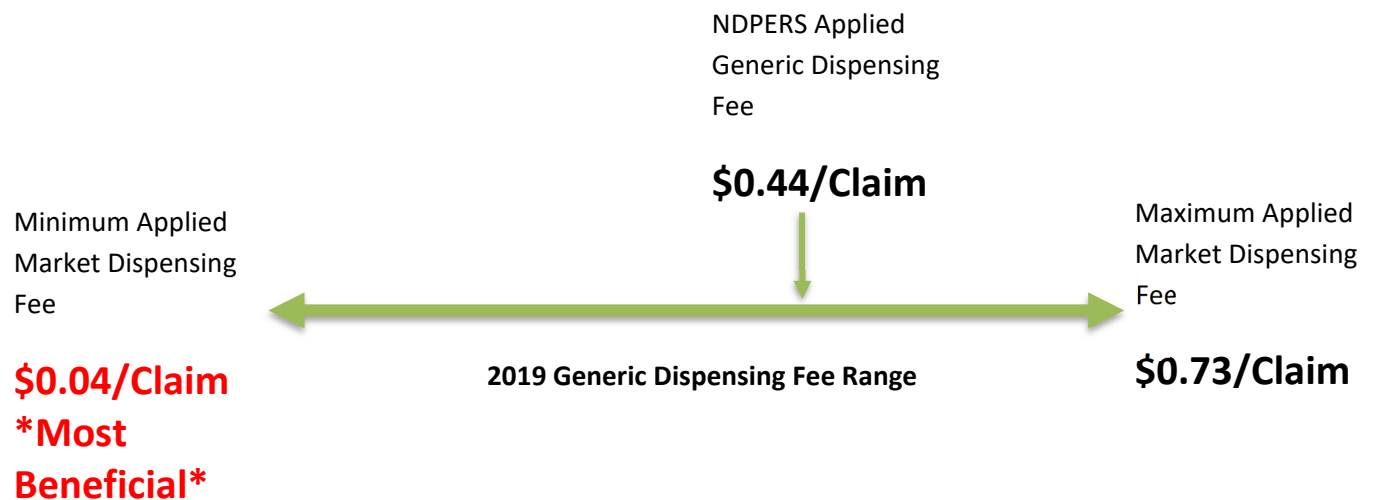 NDPERS Applied
Generic Dispensing
Fee
$0.44/Claim
Minimum Applied
Market Dispensing
Fee
$0.04/Claim
*Most
Beneficial*
2019 Generic Dispensing Fee Range
Maximum Applied
Market Dispensing
Fee
$0.73/Claim